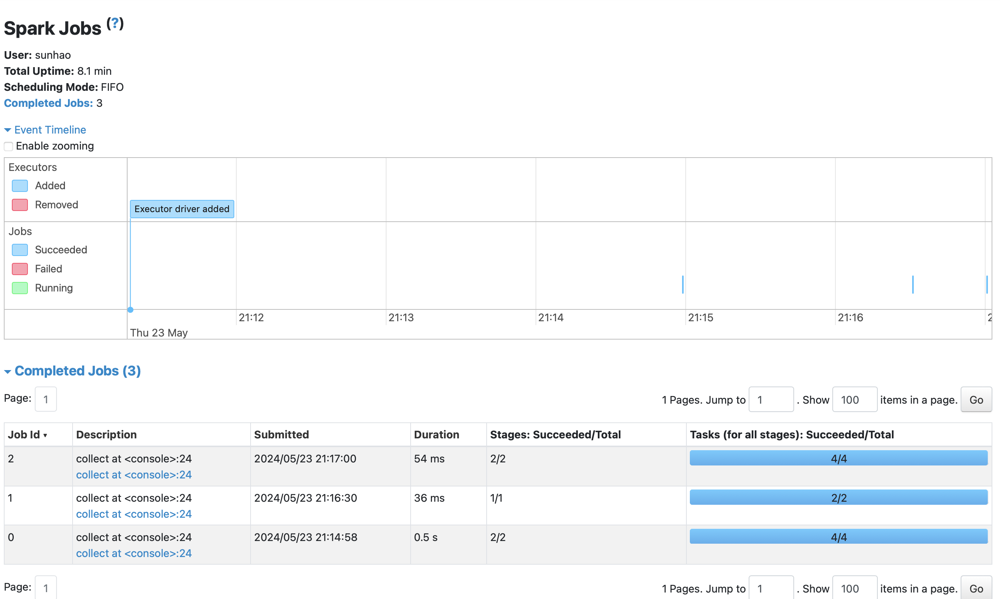 Spark Jobs (?)
User: sunhao
Total Uptime: 8.1 min
Scheduling Mode: FIFO
Completed Jobs: 3
Event Timeline
Enable zooming
Executors
Added
Removed
Executor driver added
Jobs
Succeeded
Failed
Running
21:12 21:13 21:14 21:15 21:16 2
Thu 23 May
Completed Jobs (3)
Page: 1 1 Pages. Jump to 1 . Show 100 items in a page. Go
Job Id ▾ Description Submitted Duration Stages: Succeeded/Total Tasks (for all stages): Succeeded/Total
2 collect at <console>:24 2024/05/23 21:17:00 54 ms 2/2 4/4
collect at <console>:24
1 collect at <console>:24 2024/05/23 21:16:30 36 ms 1/1 2/2
collect at <console>:24
0 collect at <console>:24 2024/05/23 21:14:58 0.5 s 2/2 4/4
collect at <console>:24
Page: 1 1 Pages. Jump to 1 . Show 100 items in a page. Go